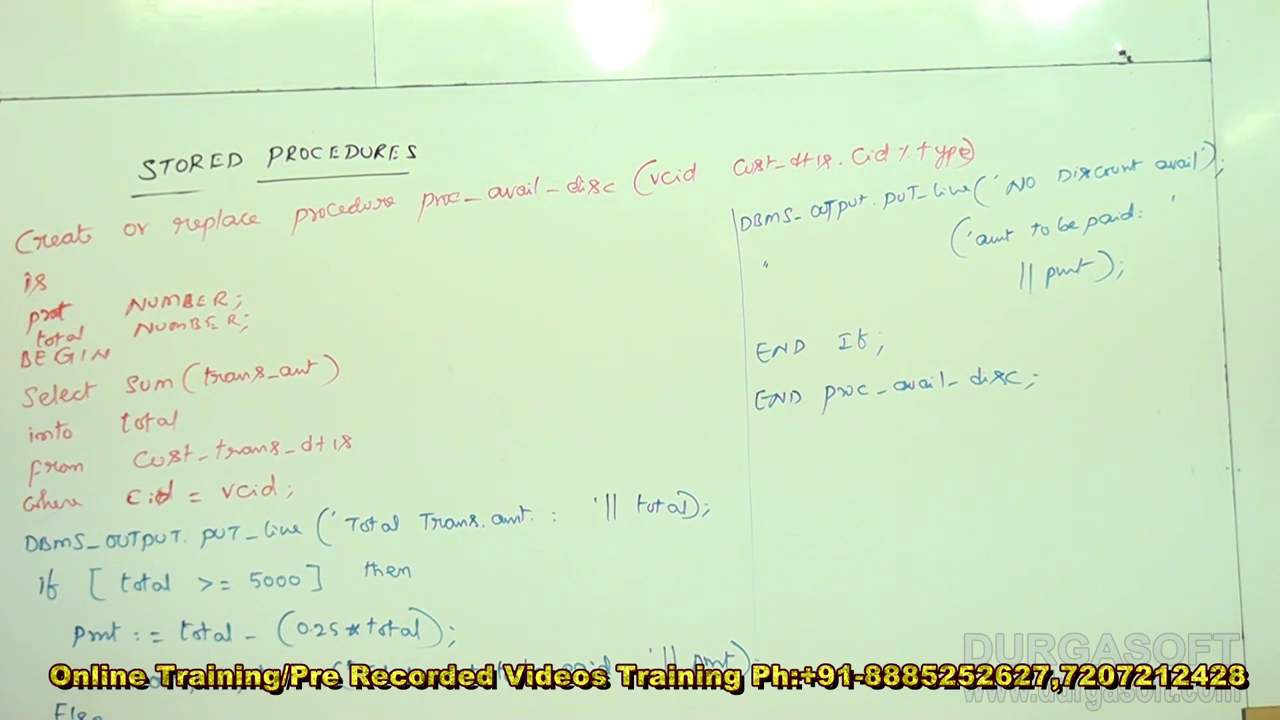 STORED PROCEDURES
Create or replace procedure proc_avail_disc (vcid cust_dtls.cid%type)
is
pmt NUMBER;
total NUMBER;
BEGIN
Select sum(trans_amt)
into total
from cust_trans_dtls
where cid = vcid;
DBMS_OUTPUT.PUT_line('Total Trans.amt. : '|| total);
if [total >= 5000] then
pmt := total - (0.25*total);
'|| pmt);
Else
DBMS_OUTPUT.PUT_line('NO Discount avail');
" ('amt to be paid: '
|| pmt);
END If;
END proc_avail_disc;
DURGASOFT
www.durgasoft.com
Online Training/Pre Recorded Videos Training Ph:+91-8885252627,7207212428